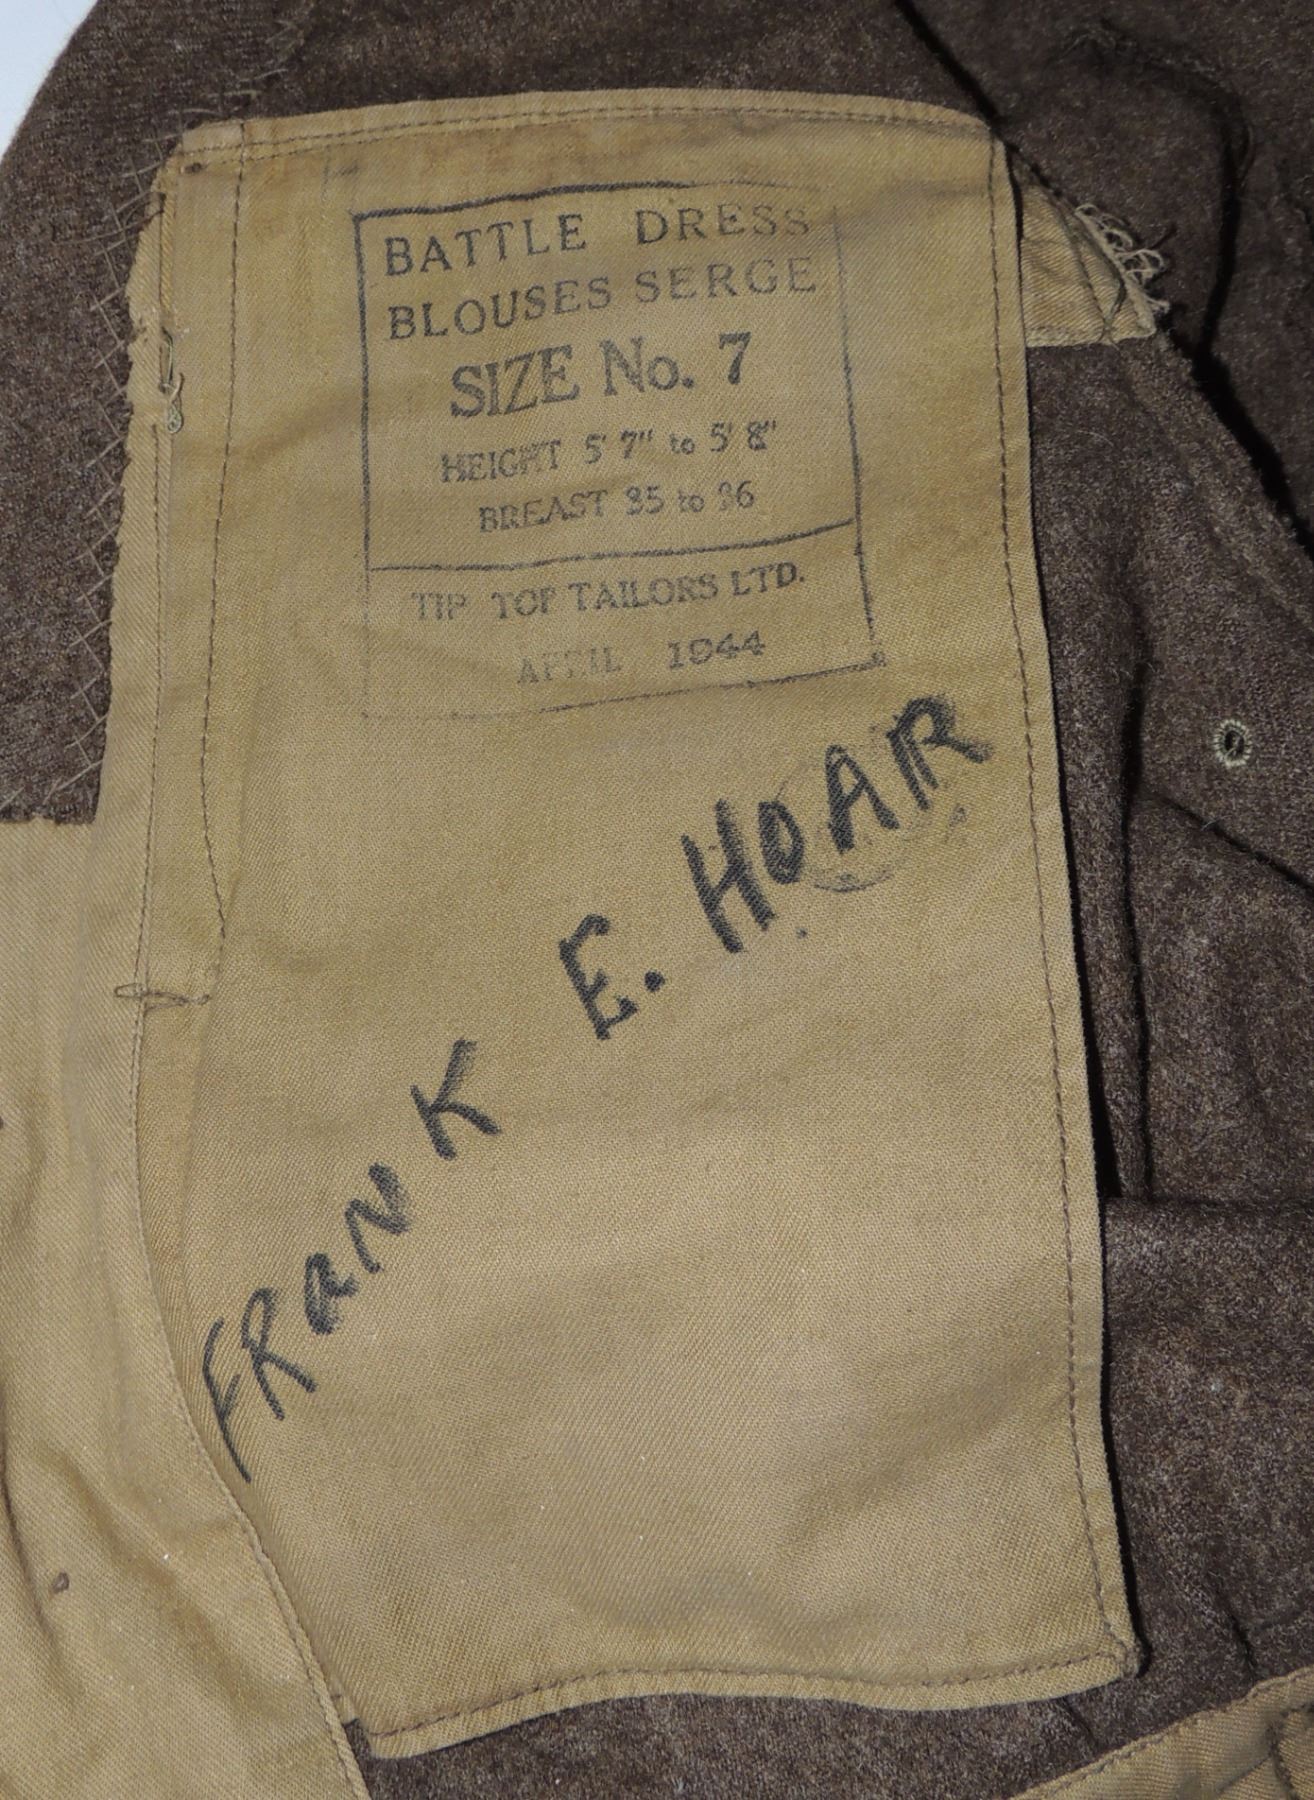 BATTLE DRESS
BLOUSES SERGE
SIZE No. 7
HEIGHT 5' 7" to 5' 8"
BREAST 35 to 36
TIP TOP TAILORS LTD.
APRIL 1944
FRANK E. HOAR